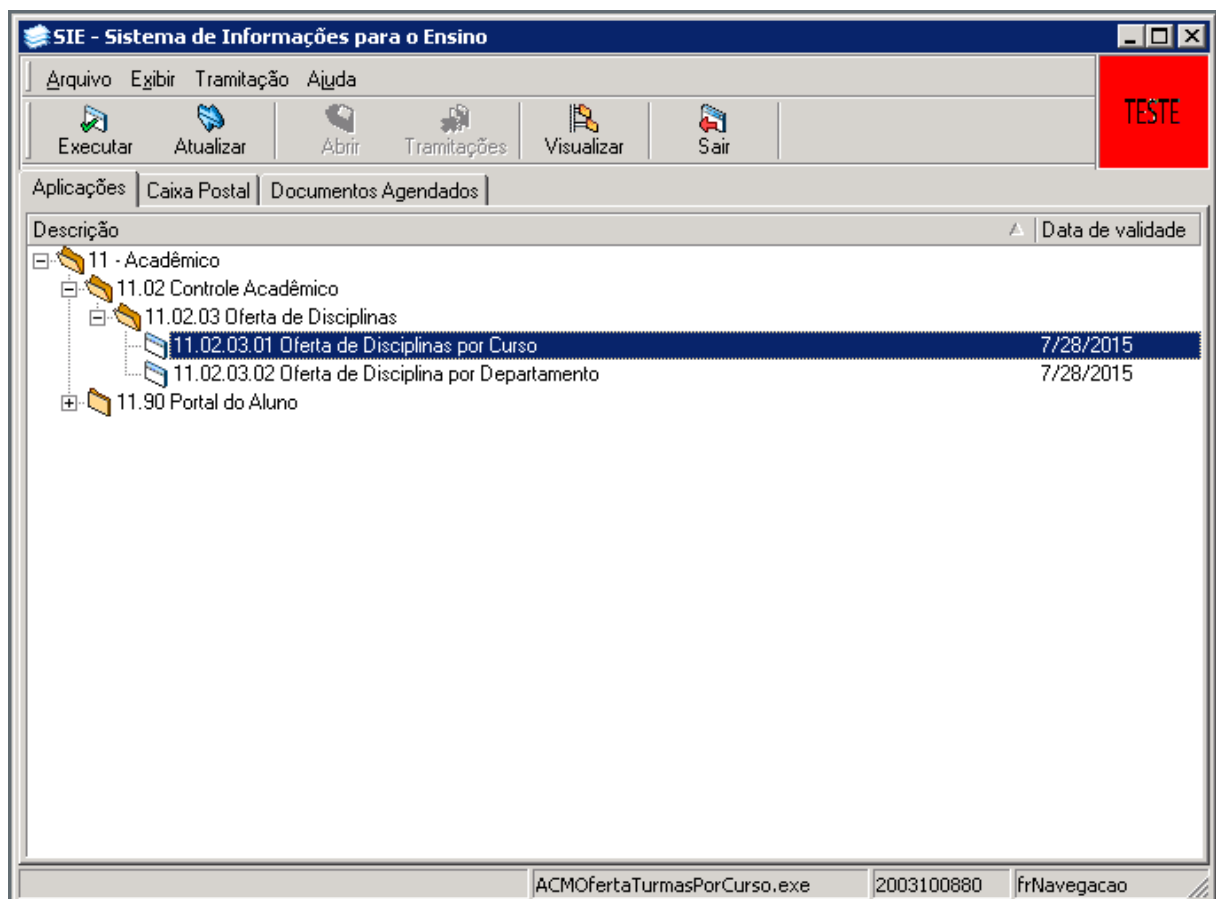 SIE - Sistema de Informações para o Ensino
Arquivo Exibir Tramitação Ajuda
TESTE
Executar Atualizar Abrir Tramitações Visualizar Sair
Aplicações Caixa Postal Documentos Agendados
Descrição Data de validade
11 - Acadêmico
11.02 Controle Acadêmico
11.02.03 Oferta de Disciplinas
11.02.03.01 Oferta de Disciplinas por Curso 7/28/2015
11.02.03.02 Oferta de Disciplina por Departamento 7/28/2015
11.90 Portal do Aluno
ACMOfertaTurmasPorCurso.exe 2003100880 frNavegacao